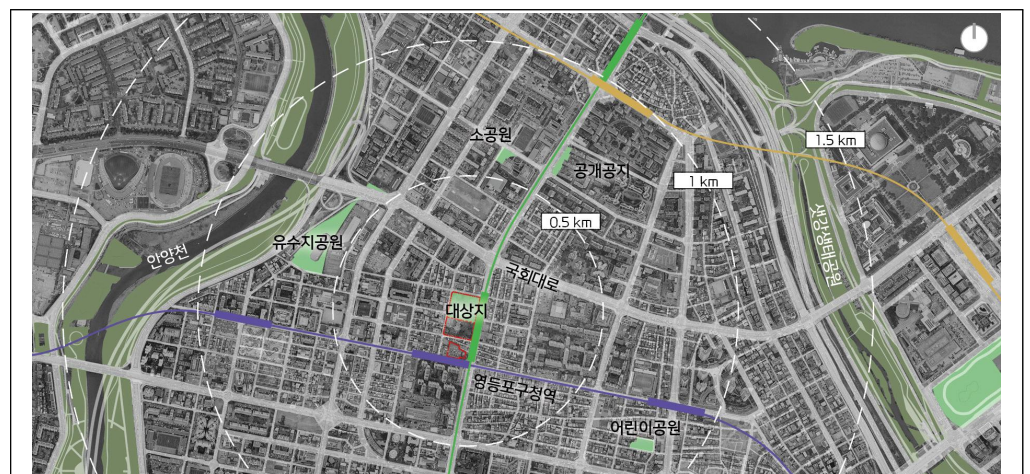 소공원
공개공지
1.5 km
1 km
0.5 km
유수지공원
안양천
샛강생태공원
국회대로
대상지
영등포구청역
어린이공원